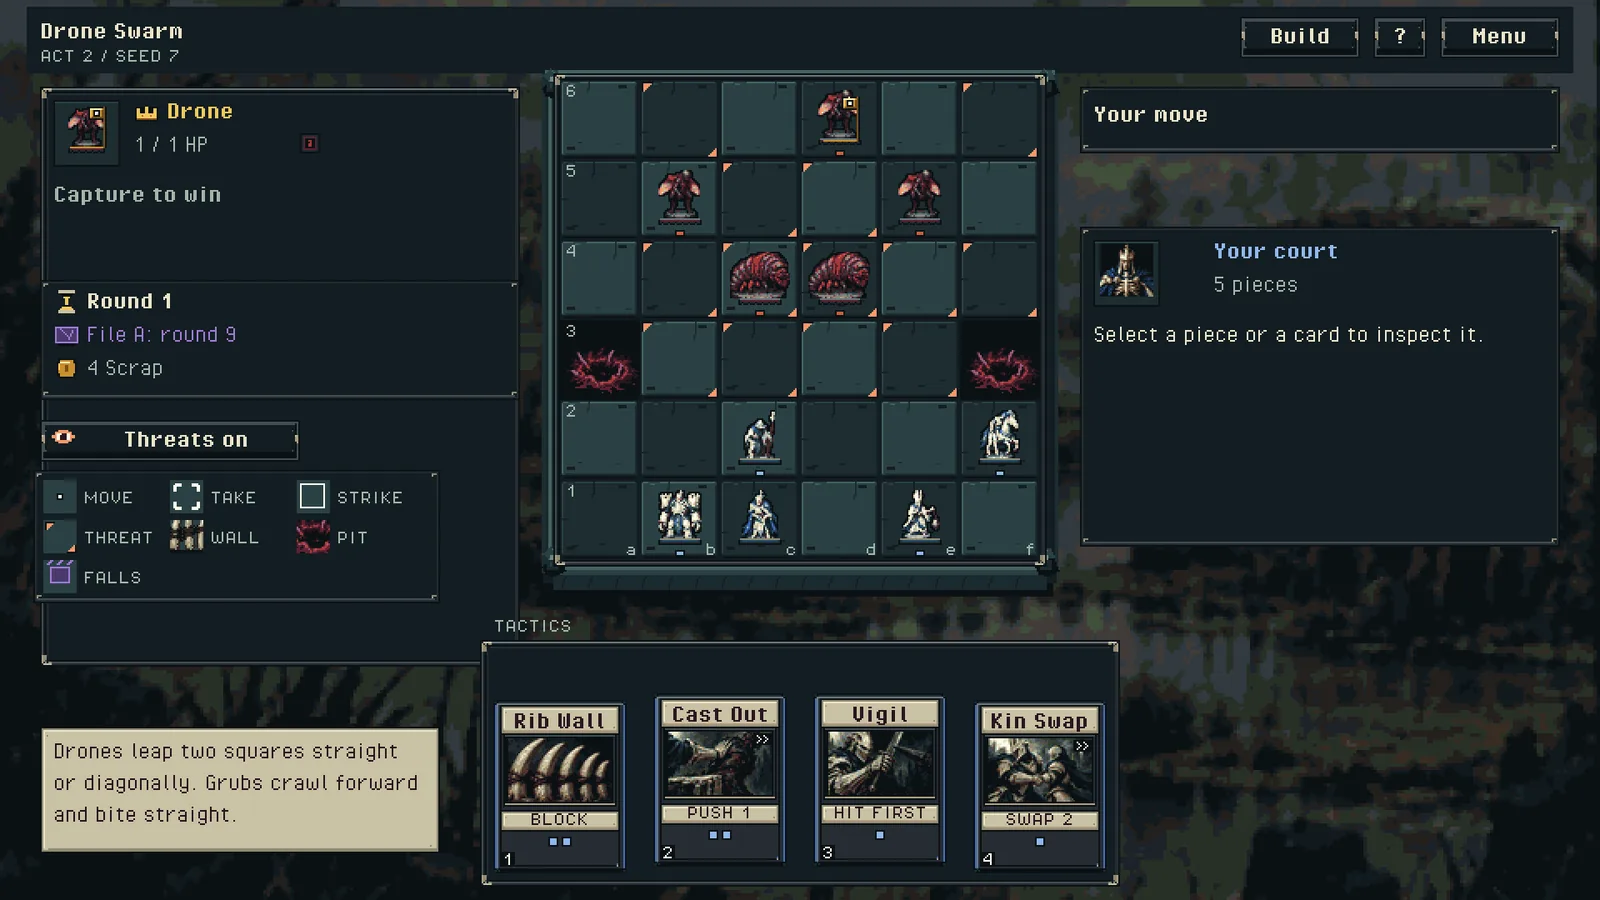 Drone Swarm
ACT 2 / SEED 7
Build
?
Menu
Drone
1 / 1 HP
Capture to win
Round 1
File A: round 9
4 Scrap
Threats on
MOVE
TAKE
STRIKE
THREAT
WALL
PIT
FALLS
Drones leap two squares straight
or diagonally. Grubs crawl forward
and bite straight.
6
5
4
3
2
1
a
b
c
d
e
f
Your move
Your court
5 pieces
Select a piece or a card to inspect it.
TACTICS
Rib Wall
BLOCK
1
Cast Out
PUSH 1
2
Vigil
HIT FIRST
3
Kin Swap
SWAP 2
4